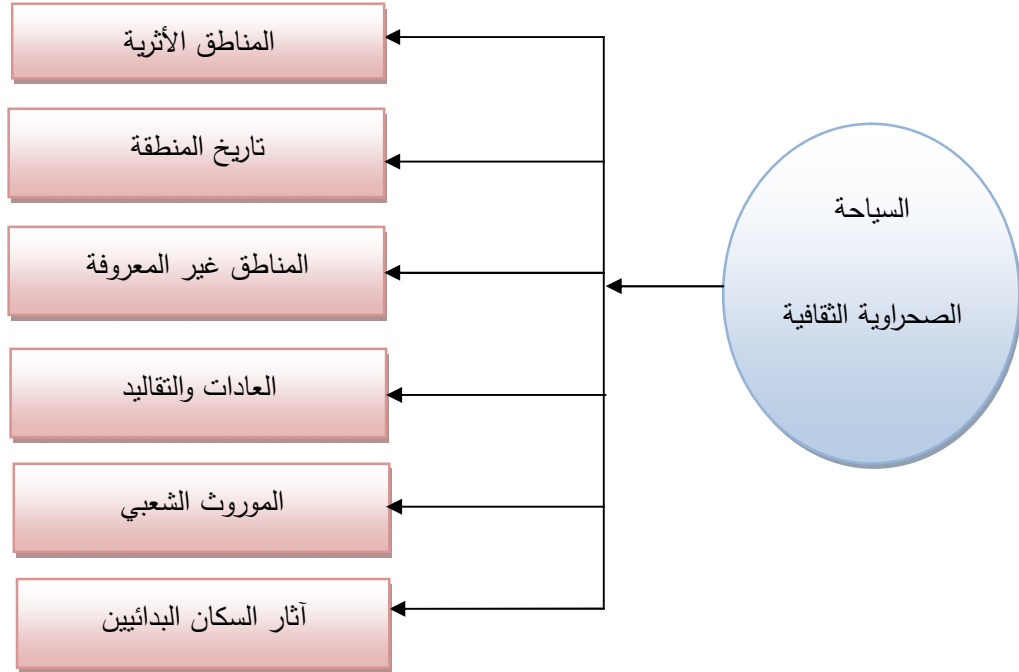 السياحة
الصحراوية الثقافية
المناطق الأثرية
تاريخ المنطقة
المناطق غير المعروفة
العادات والتقاليد
الموروث الشعبي
آثار السكان البدائيين